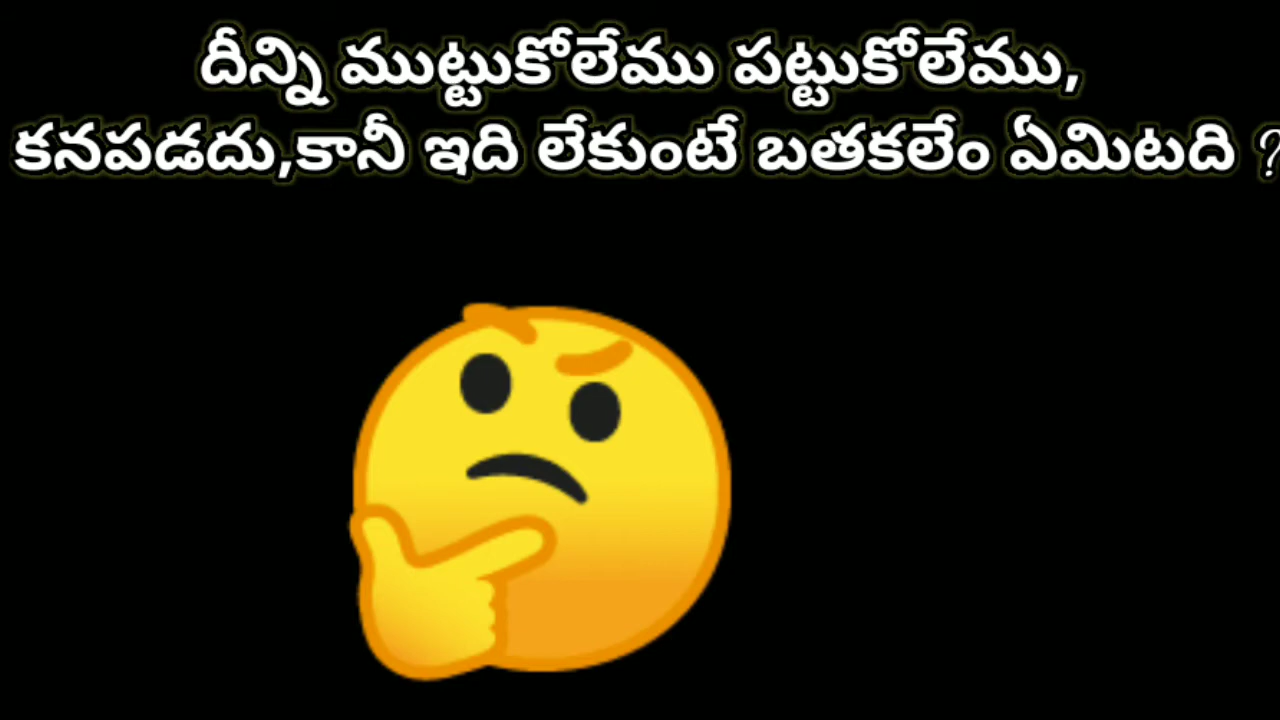 దీన్ని ముట్టుకోలేము పట్టుకోలేము,
కనపడదు,కానీ ఇది లేకుంటే బతకలేం ఏమిటది ?